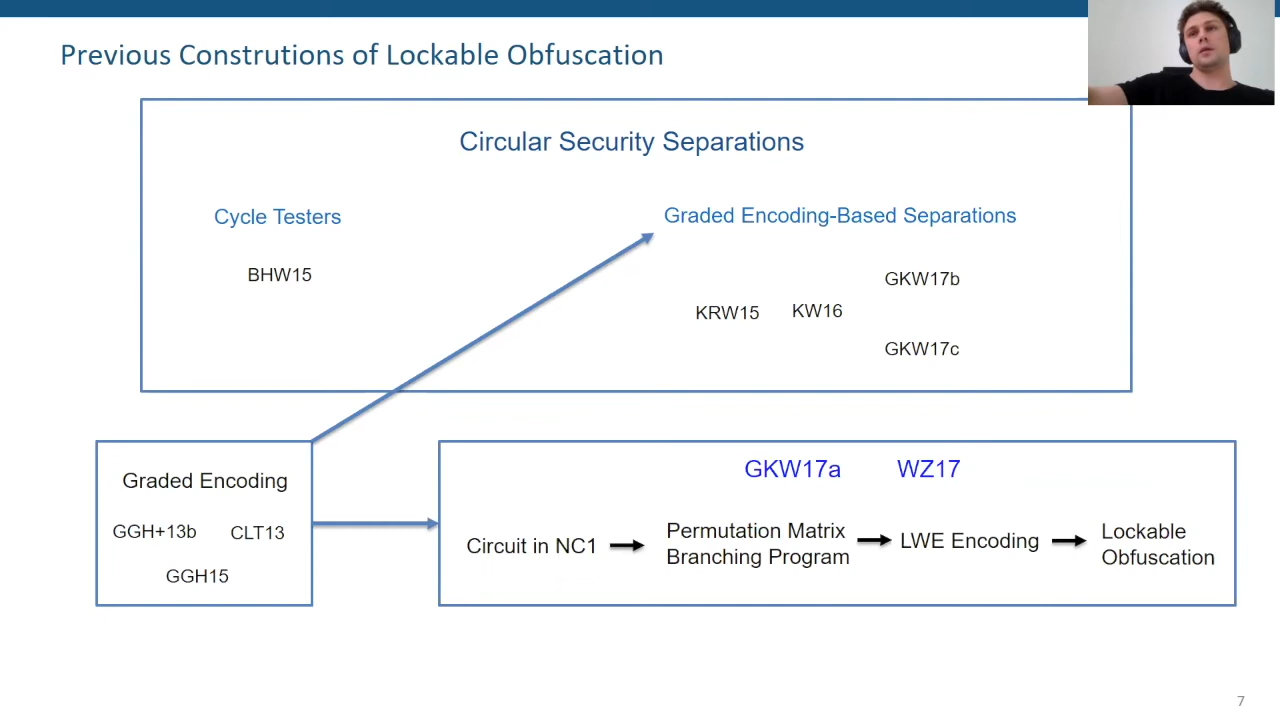 Previous Construtions of Lockable Obfuscation
Circular Security Separations
Cycle Testers
Graded Encoding-Based Separations
BHW15
GKW17b
KRW15
KW16
GKW17c
Graded Encoding
GGH+13b
CLT13
GGH15
GKW17a
WZ17
Circuit in NC1
Permutation Matrix
Branching Program
LWE Encoding
Lockable
Obfuscation
7